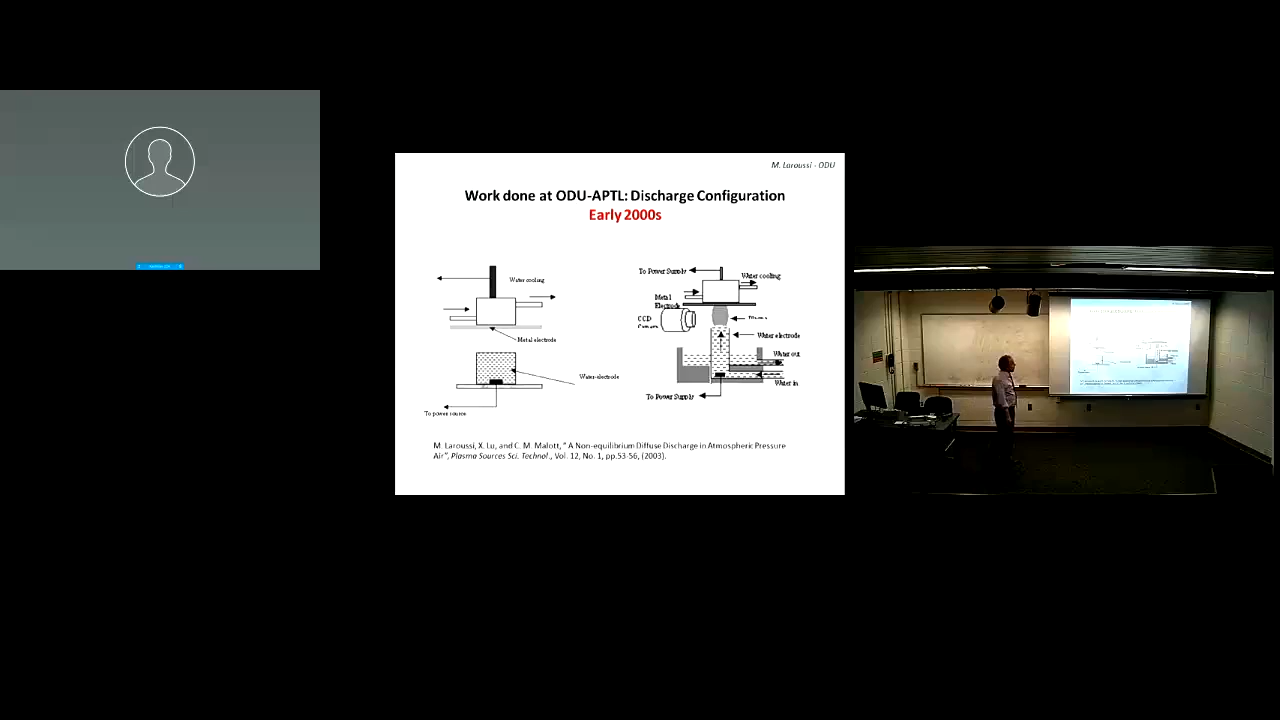 M. Laroussi - ODU
Work done at ODU-APTL: Discharge Configuration
Early 2000s
Water cooling
Metal electrode
Water-electrode
To power source
To Power Supply
Water cooling
Metal
Electrode
CCD
Camera
Water electrode
Water out
Water in
To Power Supply
M. Laroussi, X. Lu, and C. M. Malott, " A Non-equilibrium Diffuse Discharge in Atmospheric Pressure
Air", Plasma Sources Sci. Technol., Vol. 12, No. 1, pp.53-56, (2003).